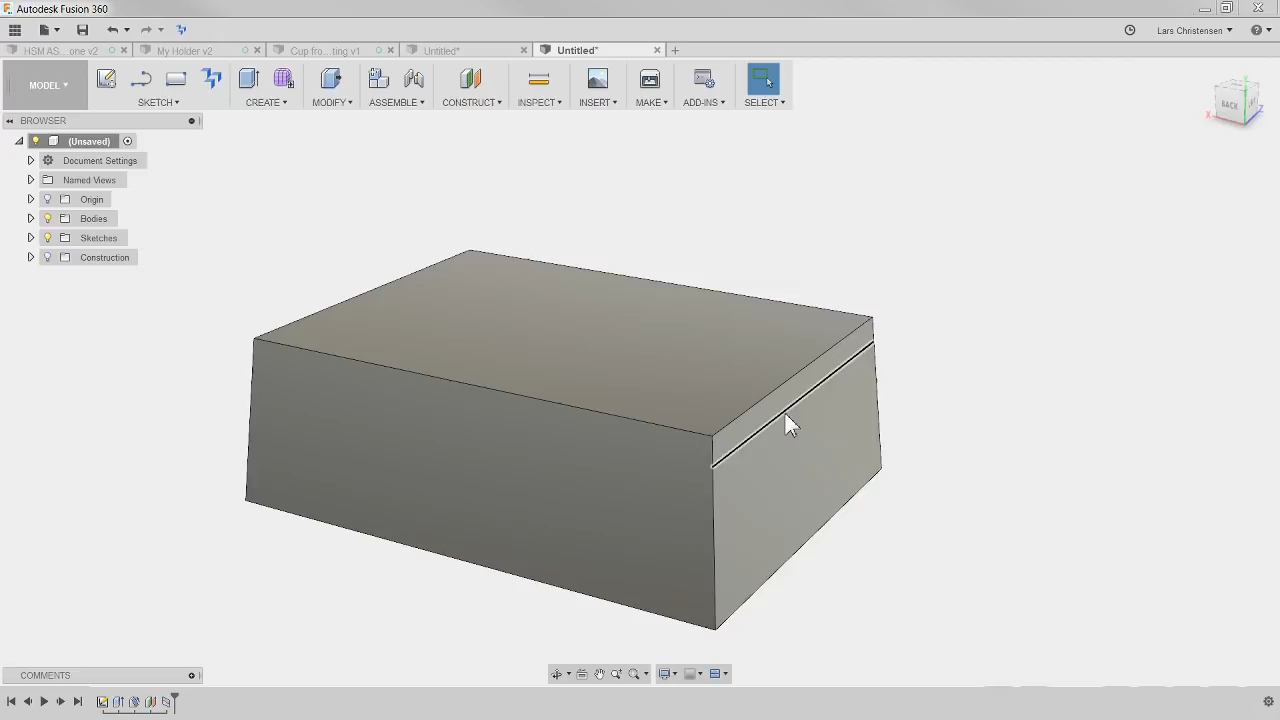 Autodesk Fusion 360
Lars Christensen
HSM AS...one v2
My Holder v2
Cup fro...ting v1
Untitled*
Untitled*
MODEL
SKETCH
CREATE
MODIFY
ASSEMBLE
CONSTRUCT
INSPECT
INSERT
MAKE
ADD-INS
SELECT
BACK
X
Y
Z
BROWSER
(Unsaved)
Document Settings
Named Views
Origin
Bodies
Sketches
Construction
COMMENTS